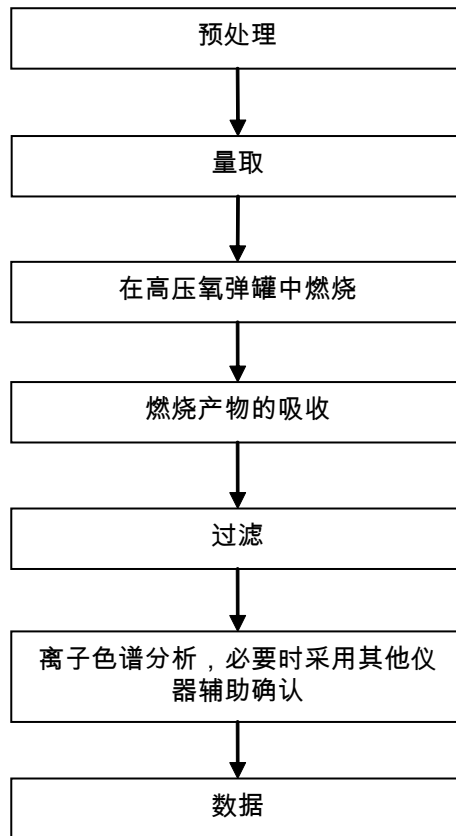 预处理
量取
在高压氧弹罐中燃烧
燃烧产物的吸收
过滤
离子色谱分析，必要时采用其他仪
器辅助确认
数据